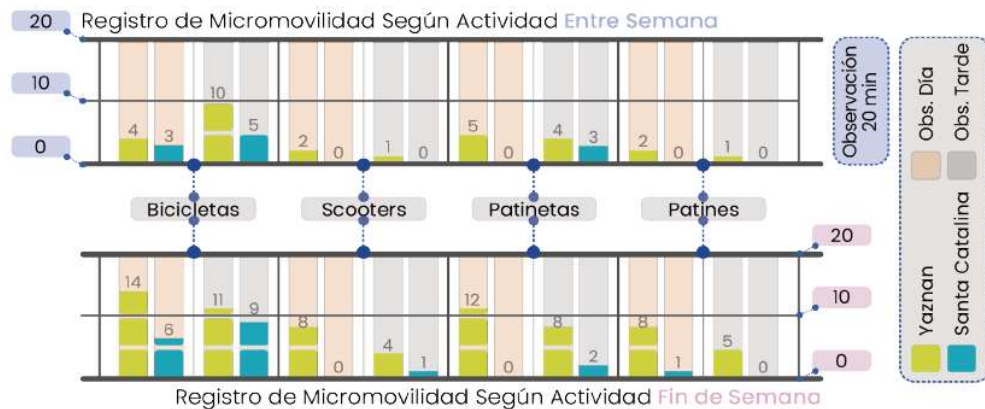 Registro de Micromovilidad Según Actividad Entre Semana
20
10
0
4 3 10 5 2 0 1 0 5 0 4 3 2 0 1 0
Observación
20 min
Obs. Día
Obs. Tarde
Yaznan
Santa Catalina
Bicicletas Scooters Patinetas Patines
20
10
0
14 6 11 9 8 0 4 1 12 0 8 2 8 1 5 0
Registro de Micromovilidad Según Actividad Fin de Semana